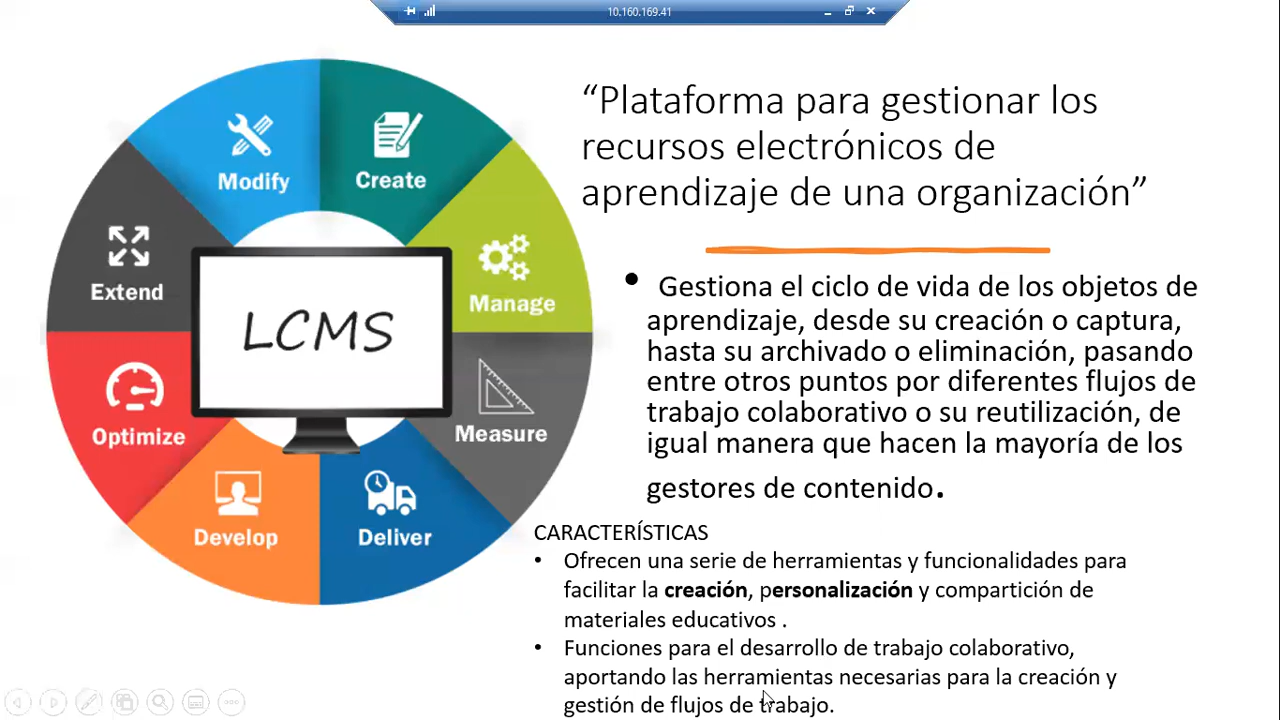 10.160.169.41
“Plataforma para gestionar los
recursos electrónicos de
aprendizaje de una organización”
Modify
Create
Extend
Manage
LCMS
Optimize
Measure
Develop
Deliver
• Gestiona el ciclo de vida de los objetos de
aprendizaje, desde su creación o captura,
hasta su archivado o eliminación, pasando
entre otros puntos por diferentes flujos de
trabajo colaborativo o su reutilización, de
igual manera que hacen la mayoría de los
gestores de contenido.
CARACTERÍSTICAS
• Ofrecen una serie de herramientas y funcionalidades para
facilitar la creación, personalización y compartición de
materiales educativos .
• Funciones para el desarrollo de trabajo colaborativo,
aportando las herramientas necesarias para la creación y
gestión de flujos de trabajo.